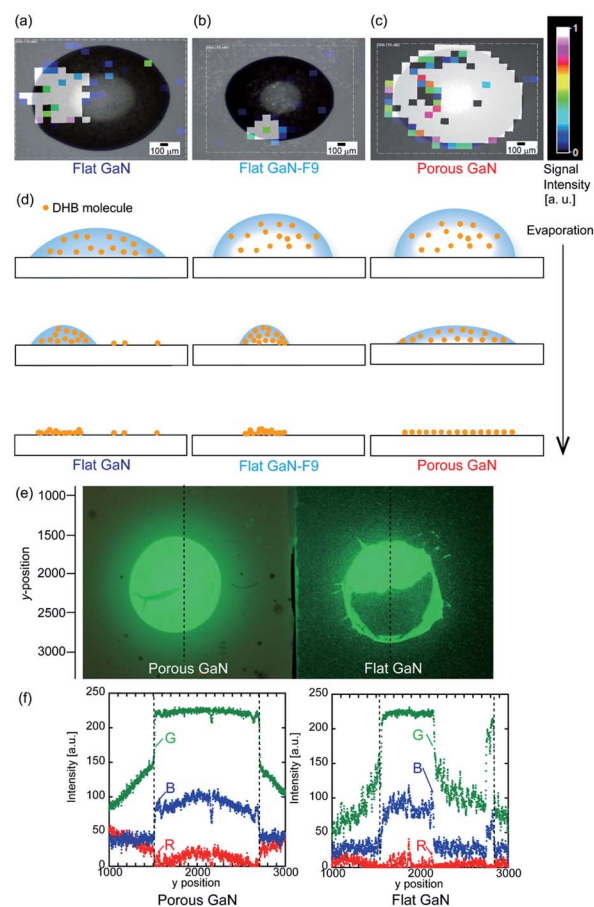 (a)
(b)
(c)
1
0
100 μm
100 μm
100 μm
Flat GaN
Flat GaN-F9
Porous GaN
Signal
Intensity
[a. u.]
(d)
DHB molecule
Evaporation
Flat GaN
Flat GaN-F9
Porous GaN
(e)
y-position
1000
1500
2000
2500
3000
Porous GaN
Flat GaN
(f)
Intensity [a.u.]
250
200
150
100
50
0
G
B
R
1000
2000
3000
y position
Porous GaN
Intensity [a.u.]
250
200
150
100
50
0
G
B
R
1000
2000
3000
y position
Flat GaN